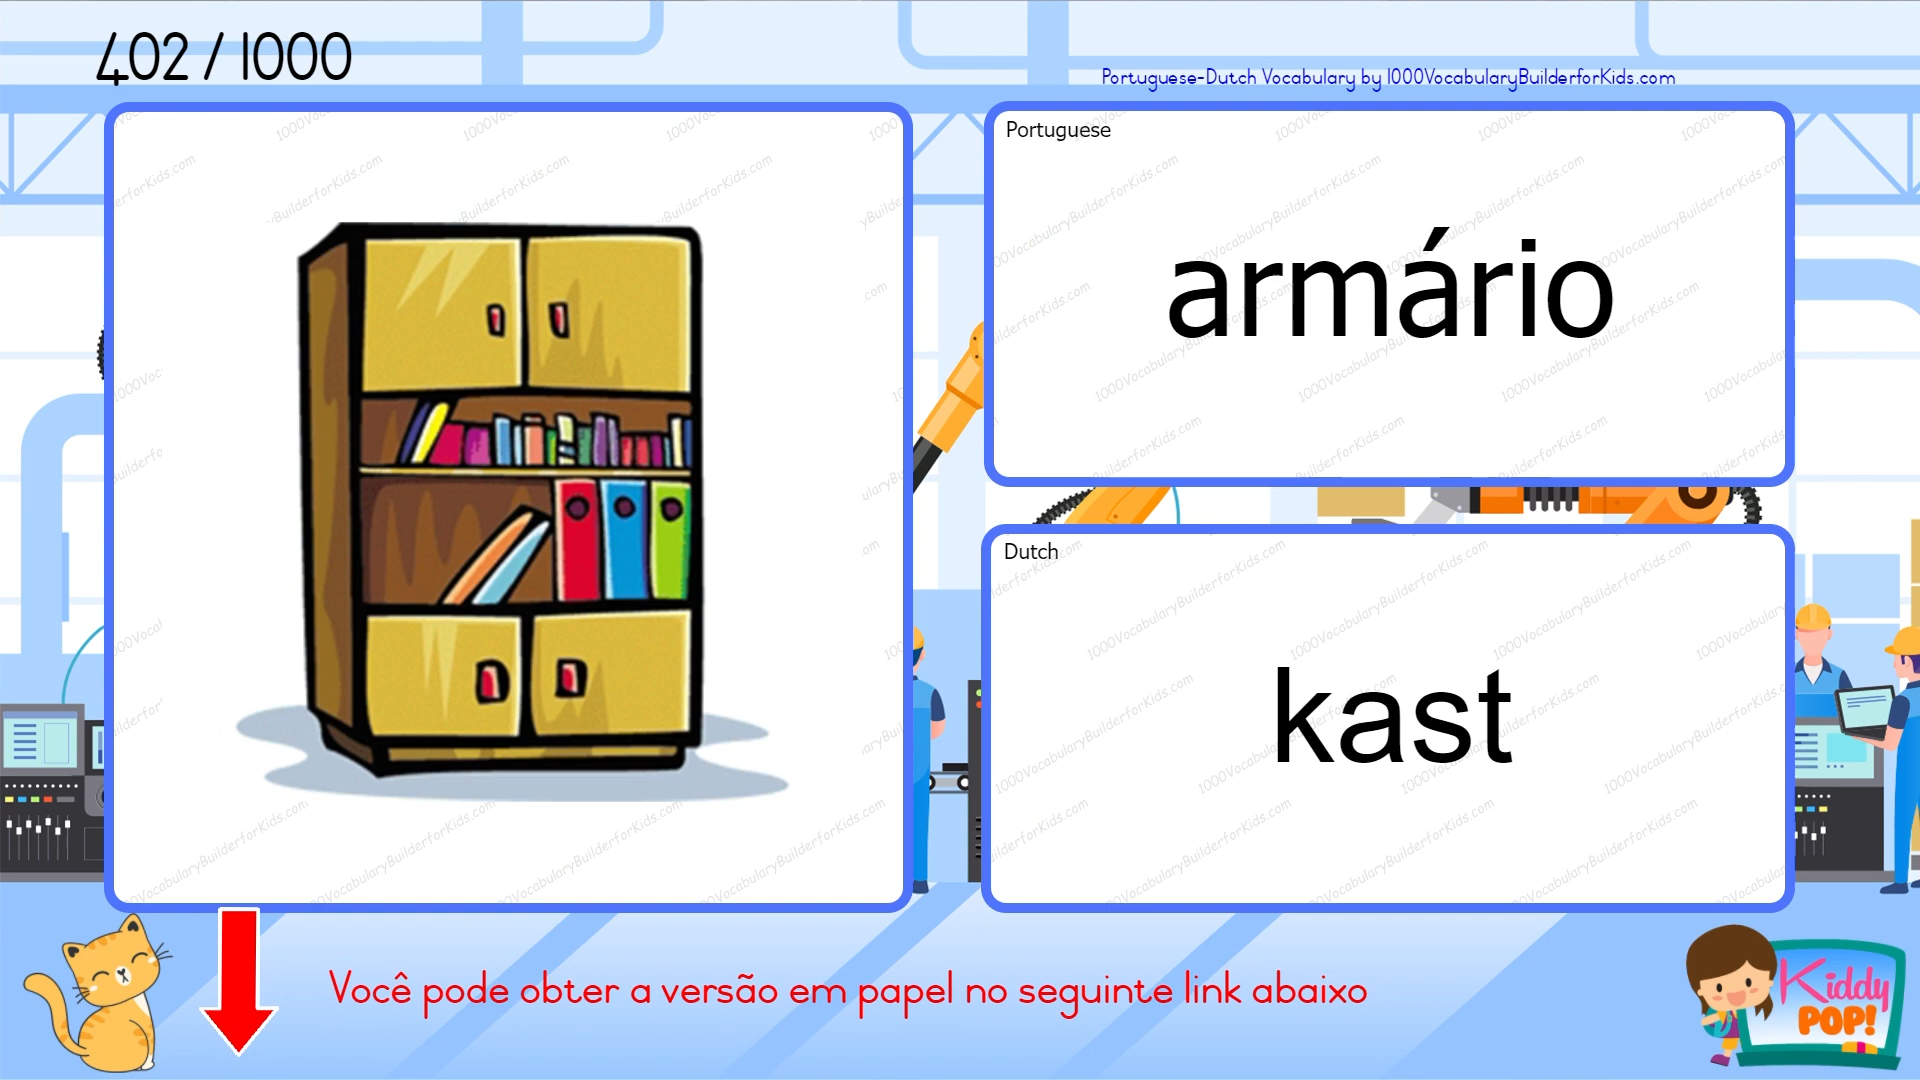 402 / 1000
Portuguese-Dutch Vocabulary by 1000VocabularyBuilderforKids.com
Portuguese
armário
Dutch
kast
Você pode obter a versão em papel no seguinte link abaixo
Kiddy
POP!